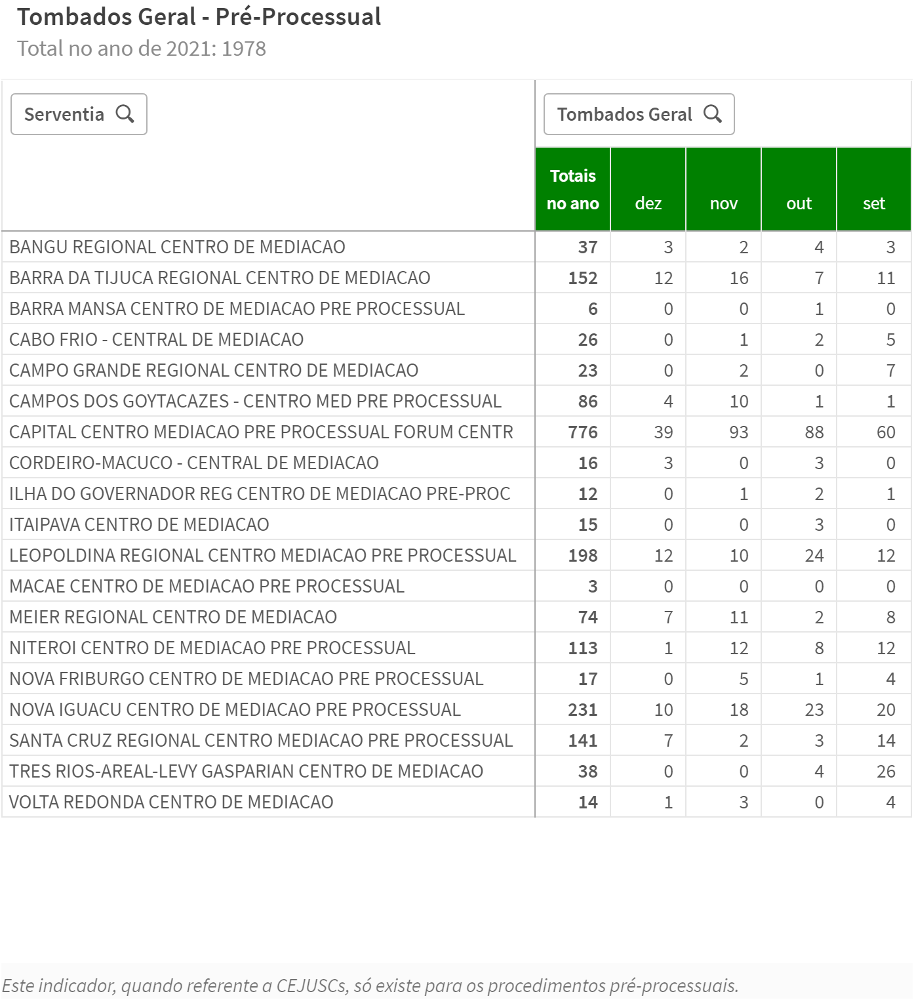 Tombados Geral - Pré-Processual
Total no ano de 2021: 1978
Serventia
Tombados Geral
Totais no ano dez nov out set
BANGU REGIONAL CENTRO DE MEDIACAO 37 3 2 4 3
BARRA DA TIJUCA REGIONAL CENTRO DE MEDIACAO 152 12 16 7 11
BARRA MANSA CENTRO DE MEDIACAO PRE PROCESSUAL 6 0 0 1 0
CABO FRIO - CENTRAL DE MEDIACAO 26 0 1 2 5
CAMPO GRANDE REGIONAL CENTRO DE MEDIACAO 23 0 2 0 7
CAMPOS DOS GOYTACAZES - CENTRO MED PRE PROCESSUAL 86 4 10 1 1
CAPITAL CENTRO MEDIACAO PRE PROCESSUAL FORUM CENTR 776 39 93 88 60
CORDEIRO-MACUCO - CENTRAL DE MEDIACAO 16 3 0 3 0
ILHA DO GOVERNADOR REG CENTRO DE MEDIACAO PRE-PROC 12 0 1 2 1
ITAIPAVA CENTRO DE MEDIACAO 15 0 0 3 0
LEOPOLDINA REGIONAL CENTRO MEDIACAO PRE PROCESSUAL 198 12 10 24 12
MACAE CENTRO DE MEDIACAO PRE PROCESSUAL 3 0 0 0 0
MEIER REGIONAL CENTRO DE MEDIACAO 74 7 11 2 8
NITEROI CENTRO DE MEDIACAO PRE PROCESSUAL 113 1 12 8 12
NOVA FRIBURGO CENTRO DE MEDIACAO PRE PROCESSUAL 17 0 5 1 4
NOVA IGUACU CENTRO DE MEDIACAO PRE PROCESSUAL 231 10 18 23 20
SANTA CRUZ REGIONAL CENTRO MEDIACAO PRE PROCESSUAL 141 7 2 3 14
TRES RIOS-AREAL-LEVY GASPARIAN CENTRO DE MEDIACAO 38 0 0 4 26
VOLTA REDONDA CENTRO DE MEDIACAO 14 1 3 0 4
Este indicador, quando referente a CEJUSCs, só existe para os procedimentos pré-processuais.